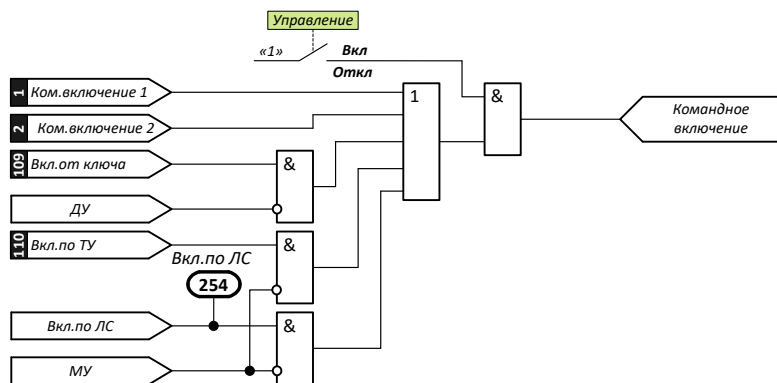 Управление
«1»
Вкл
Откл
1 Ком.включение 1
2 Ком.включение 2
109 Вкл.от ключа
ДУ
110 Вкл.по ТУ
Вкл.по ЛС
254
Вкл.по ЛС
МУ
&
&
&
1
&
Командное
включение